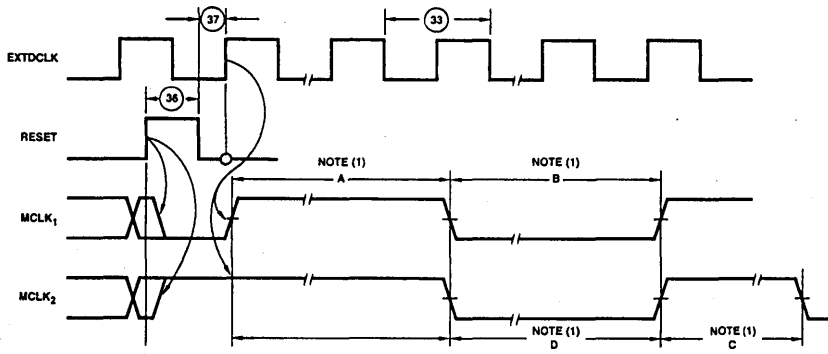 37
33
EXTDCLK
36
RESET
NOTE (1)
A
NOTE (1)
B
MCLK1
MCLK2
NOTE (1)
D
NOTE (1)
C